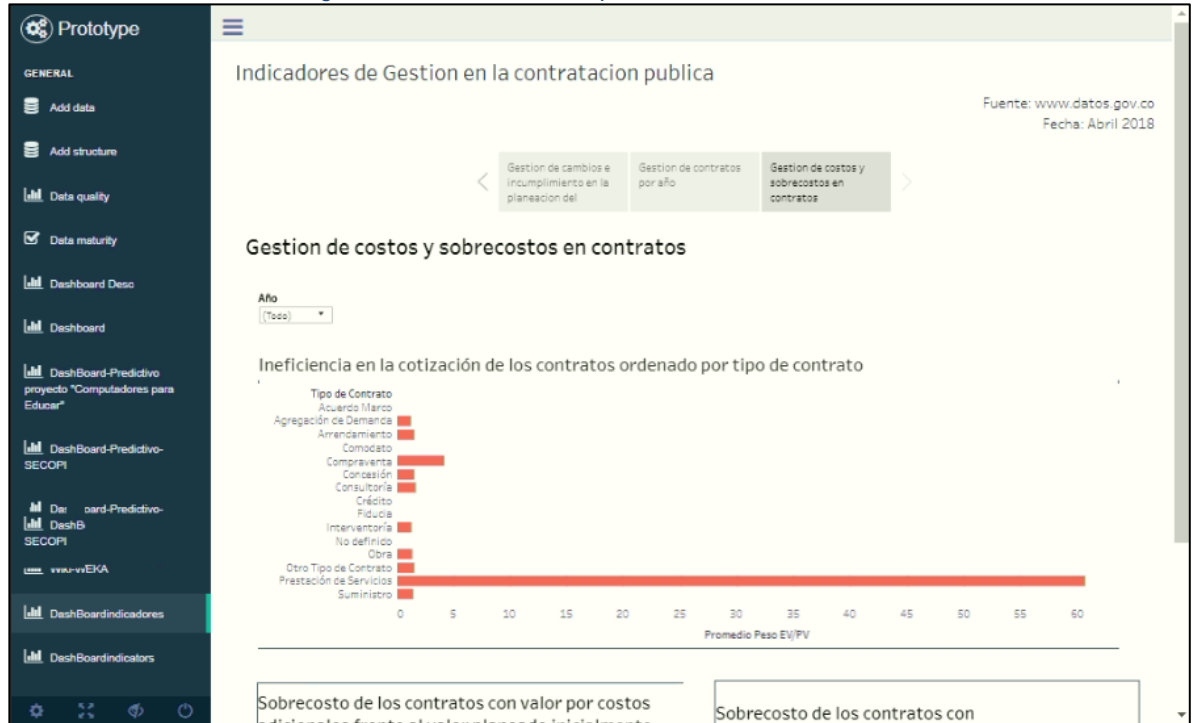 Prototype
GENERAL
Add data
Add structure
Data quality
Data maturity
Dashboard Desc
Dashboard
DashBoard-Predictivo
proyecto "Computadores para
Educar"
DashBoard-Predictivo-
SECOPI
DashB
SECOPI
DashBoardindicadores
DashBoardindicators
Indicadores de Gestion en la contratacion publica
Fuente: www.datos.gov.co
Fecha: Abril 2018
Gestion de cambios e
incumplimiento en la
planeacion del
Gestion de contratos
por año
Gestion de costos y
sobrecostos en
contratos
Gestion de costos y sobrecostos en contratos
Año
(Todo)
Ineficiencia en la cotización de los contratos ordenado por tipo de contrato
Tipo de Contrato
Acuerdo Marco
Agregación de Demanda
Arrendamiento
Comodato
Compraventa
Concesión
Consultoría
Crédito
Fiducia
Interventoría
No definido
Obra
Otro Tipo de Contrato
Prestación de Servicios
Suministro
0 5 10 15 20 25 30 35 40 45 50 55 60
Promedio Peso EV/PV
Sobrecosto de los contratos con valor por costos
adicionales frente al valor planeado inicialmente
Sobrecosto de los contratos con